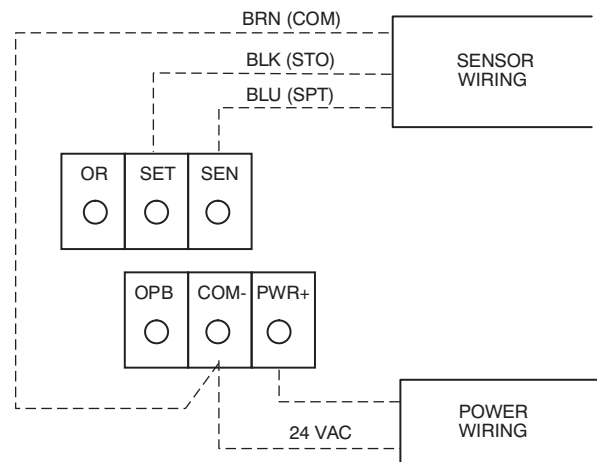 BRN (COM)
BLK (STO)
BLU (SPT)
SENSOR
WIRING
OR SET SEN
OPB COM- PWR+
24 VAC
POWER
WIRING